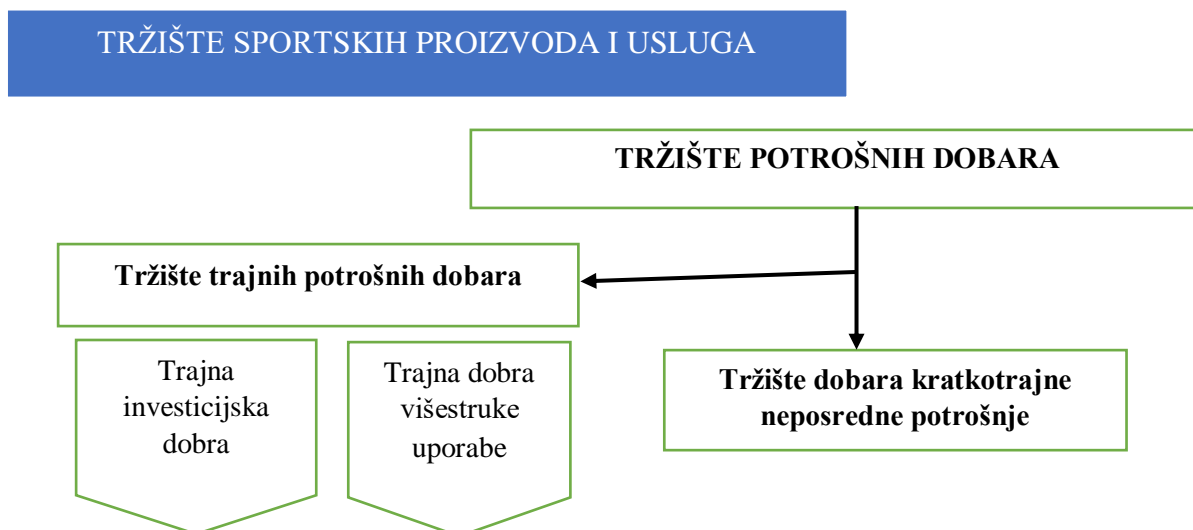 TRŽIŠTE SPORTSKIH PROIZVODA I USLUGA
TRŽIŠTE POTROŠNIH DOBARA
Tržište trajnih potrošnih dobara
Trajna
investicijska
dobra
Trajna dobra
višestruke
uporabe
Tržište dobara kratkotrajne
neposredne potrošnje